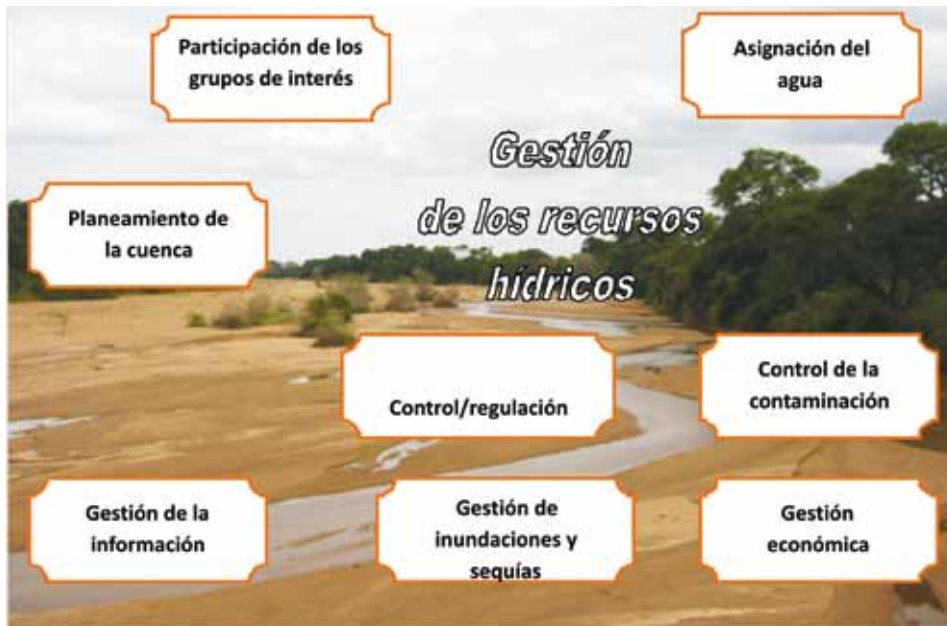 Participación de los
grupos de interés
Asignación del
agua
Gestión
de los recursos
hídricos
Planeamiento de
la cuenca
Control/regulación
Control de la
contaminación
Gestión de la
información
Gestión de
inundaciones y
sequías
Gestión
económica